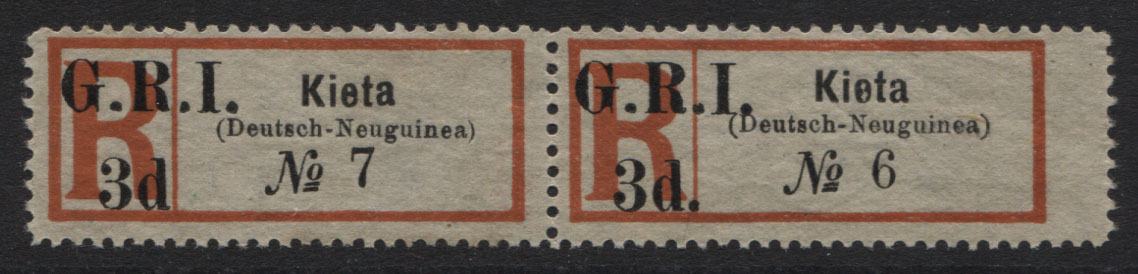 R
G.R.I.
Kieta
(Deutsch-Neuguinea)
3d
№ 7
R
G.R.I.
Kieta
(Deutsch-Neuguinea)
3d.
№ 6